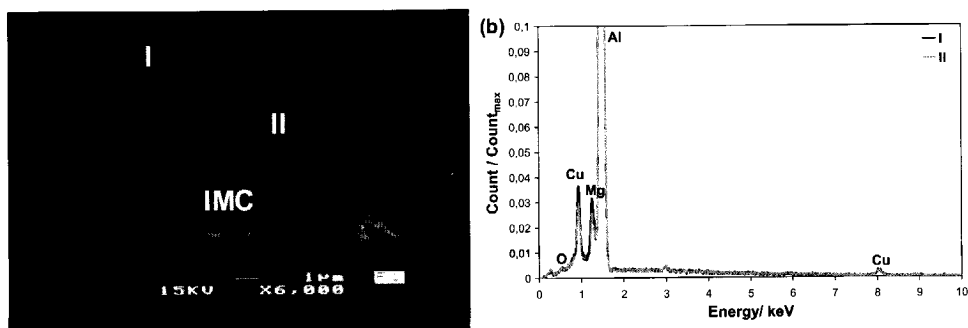 I
II
IMC
1µm
15KV X6,000
(b)
Count / Countmax
0,1
0,09
0,08
0,07
0,06
0,05
0,04
0,03
0,02
0,01
0
Al
Cu
Mg
O
Cu
I
II
0 1 2 3 4 5 6 7 8 9 10
Energy/ keV